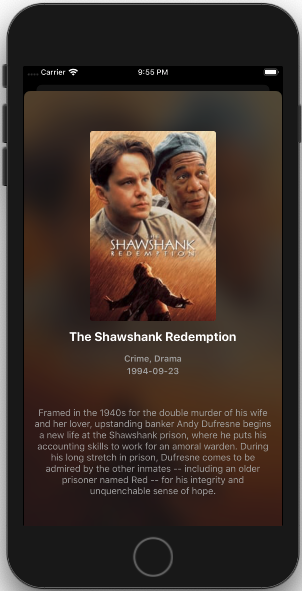 Carrier
9:55 PM
THE
SHAWSHANK
REDEMPTION
The Shawshank Redemption
Crime, Drama
1994-09-23
Framed in the 1940s for the double murder of his wife
and her lover, upstanding banker Andy Dufresne begins
a new life at the Shawshank prison, where he puts his
accounting skills to work for an amoral warden. During
his long stretch in prison, Dufresne comes to be
admired by the other inmates -- including an older
prisoner named Red -- for his integrity and
unquenchable sense of hope.